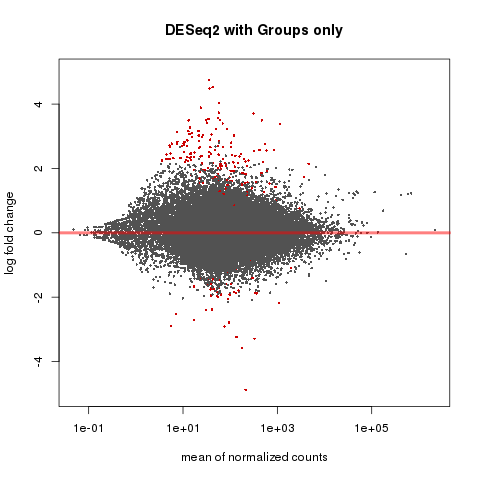 DESeq2 with Groups only
log fold change
4
2
0
-2
-4
1e-01
1e+01
1e+03
1e+05
mean of normalized counts